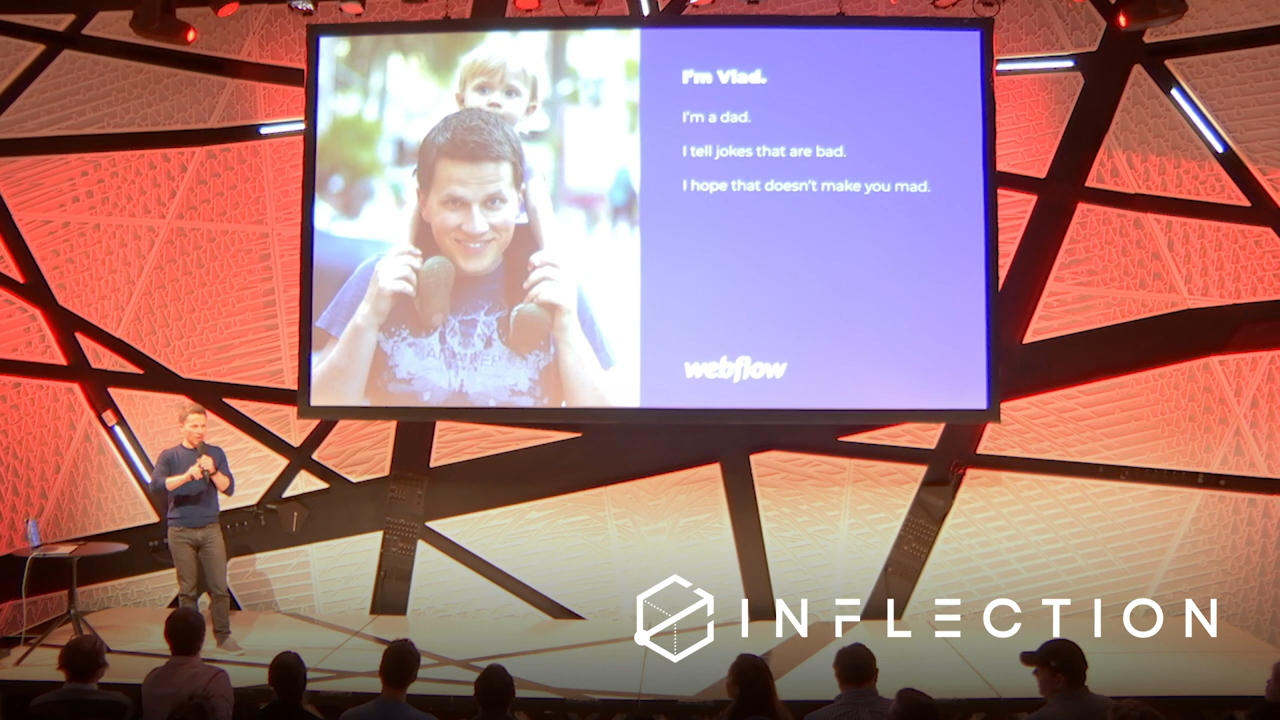 I'm Vlad.
I'm a dad.
I tell jokes that are bad.
I hope that doesn't make you mad.
webflow
INFLECTION